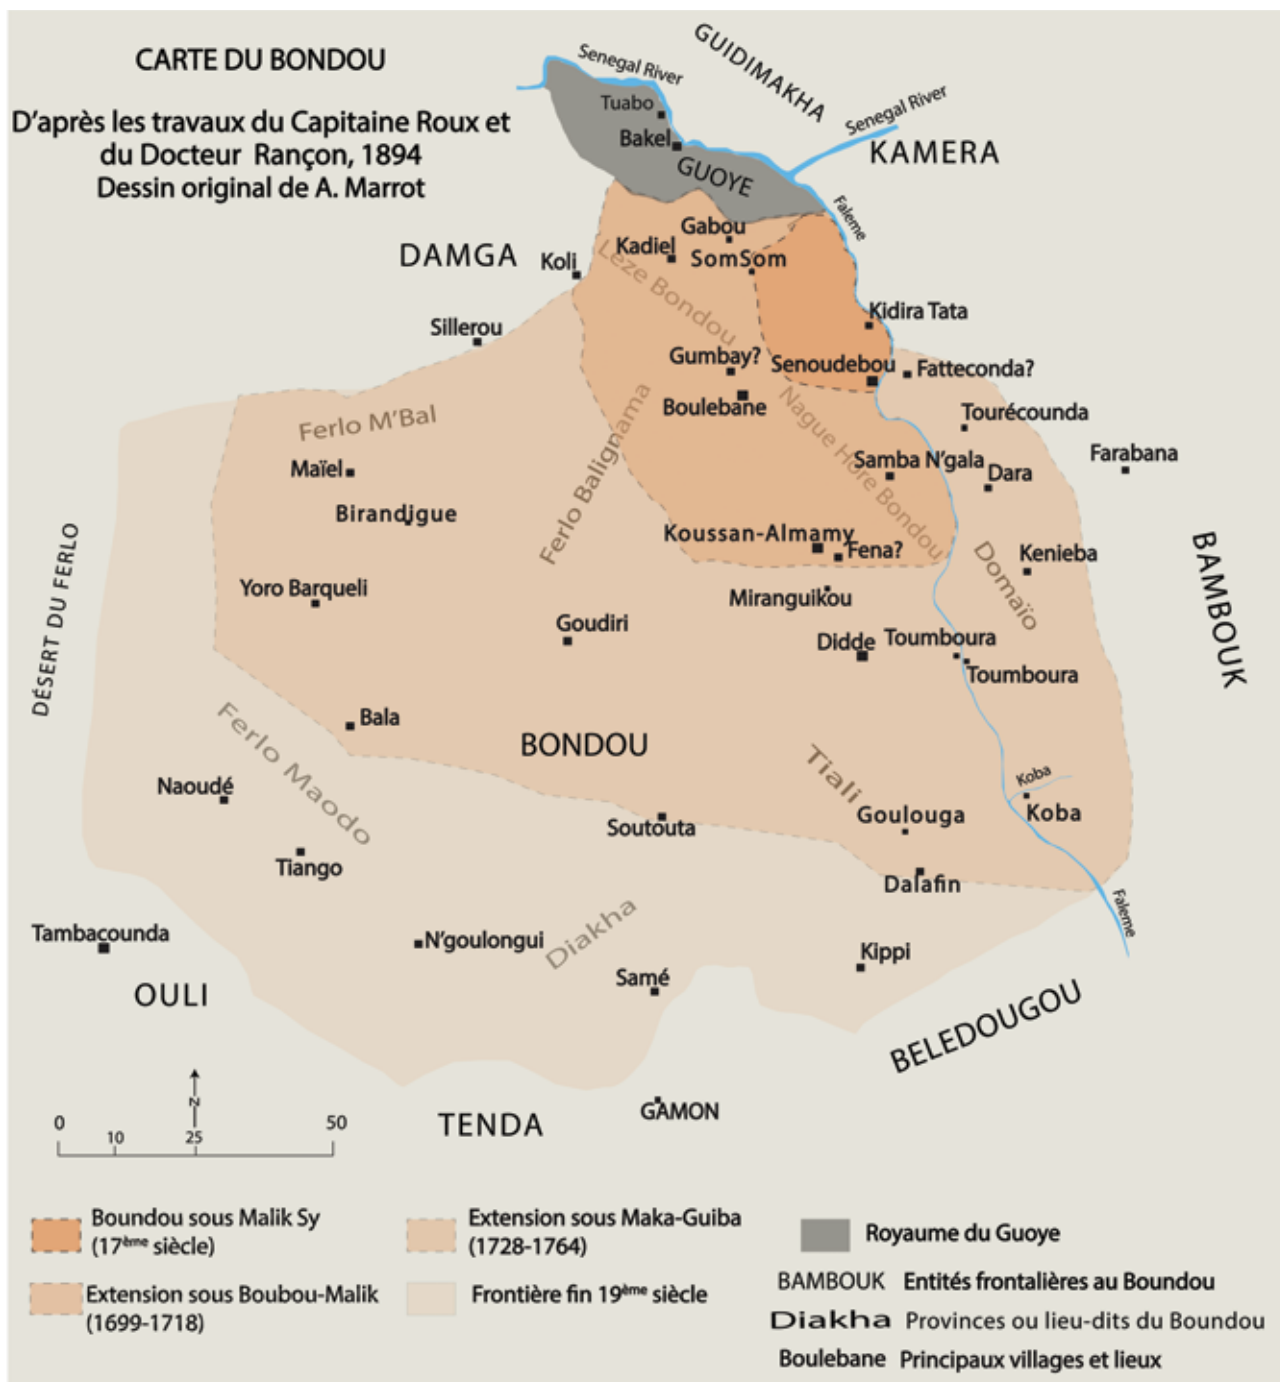 CARTE DU BONDOU
D'après les travaux du Capitaine Roux et
du Docteur Rançon, 1894
Dessin original de A. Marrot
Senegal River
GUIDIMAKHA
Senegal River
Tuabo
Bakel
GUOYE
KAMERA
Faleme
DAMGA
Koli
Kadiel
Gabou
SomSom
Leze Bondou
Sillerou
Kidira Tata
Gumbay?
Senoudebou
Fatteconda?
Boulebane
Ferlo M'Bal
Ferlo Balignama
Nague Hore Bondou
Tourécounda
Farabana
Maïel
Samba N'gala
Dara
Birandigue
Koussan-Almamy
Fena?
Kenieba
BAMBOUK
DÉSERT DU FERLO
Yoro Barqueli
Miranguikou
Domaïo
Goudiri
Didde
Toumboura
Toumboura
Bala
BONDOU
Ferlo Maodo
Tiali
Naoudé
Koba
Koba
Goulouga
Soutouta
Tiango
Dalafin
Faleme
Tambacounda
N'goulongui
Diakha
Kippi
Samé
OULI
BELEDOUGOU
TENDA
GAMON
N
0
10
25
50
Boundou sous Malik Sy
(17ème siècle)
Extension sous Boubou-Malik
(1699-1718)
Extension sous Maka-Guiba
(1728-1764)
Frontière fin 19ème siècle
Royaume du Guoye
BAMBOUK Entités frontalières au Boundou
Diakha Provinces ou lieu-dits du Boundou
Boulebane Principaux villages et lieux